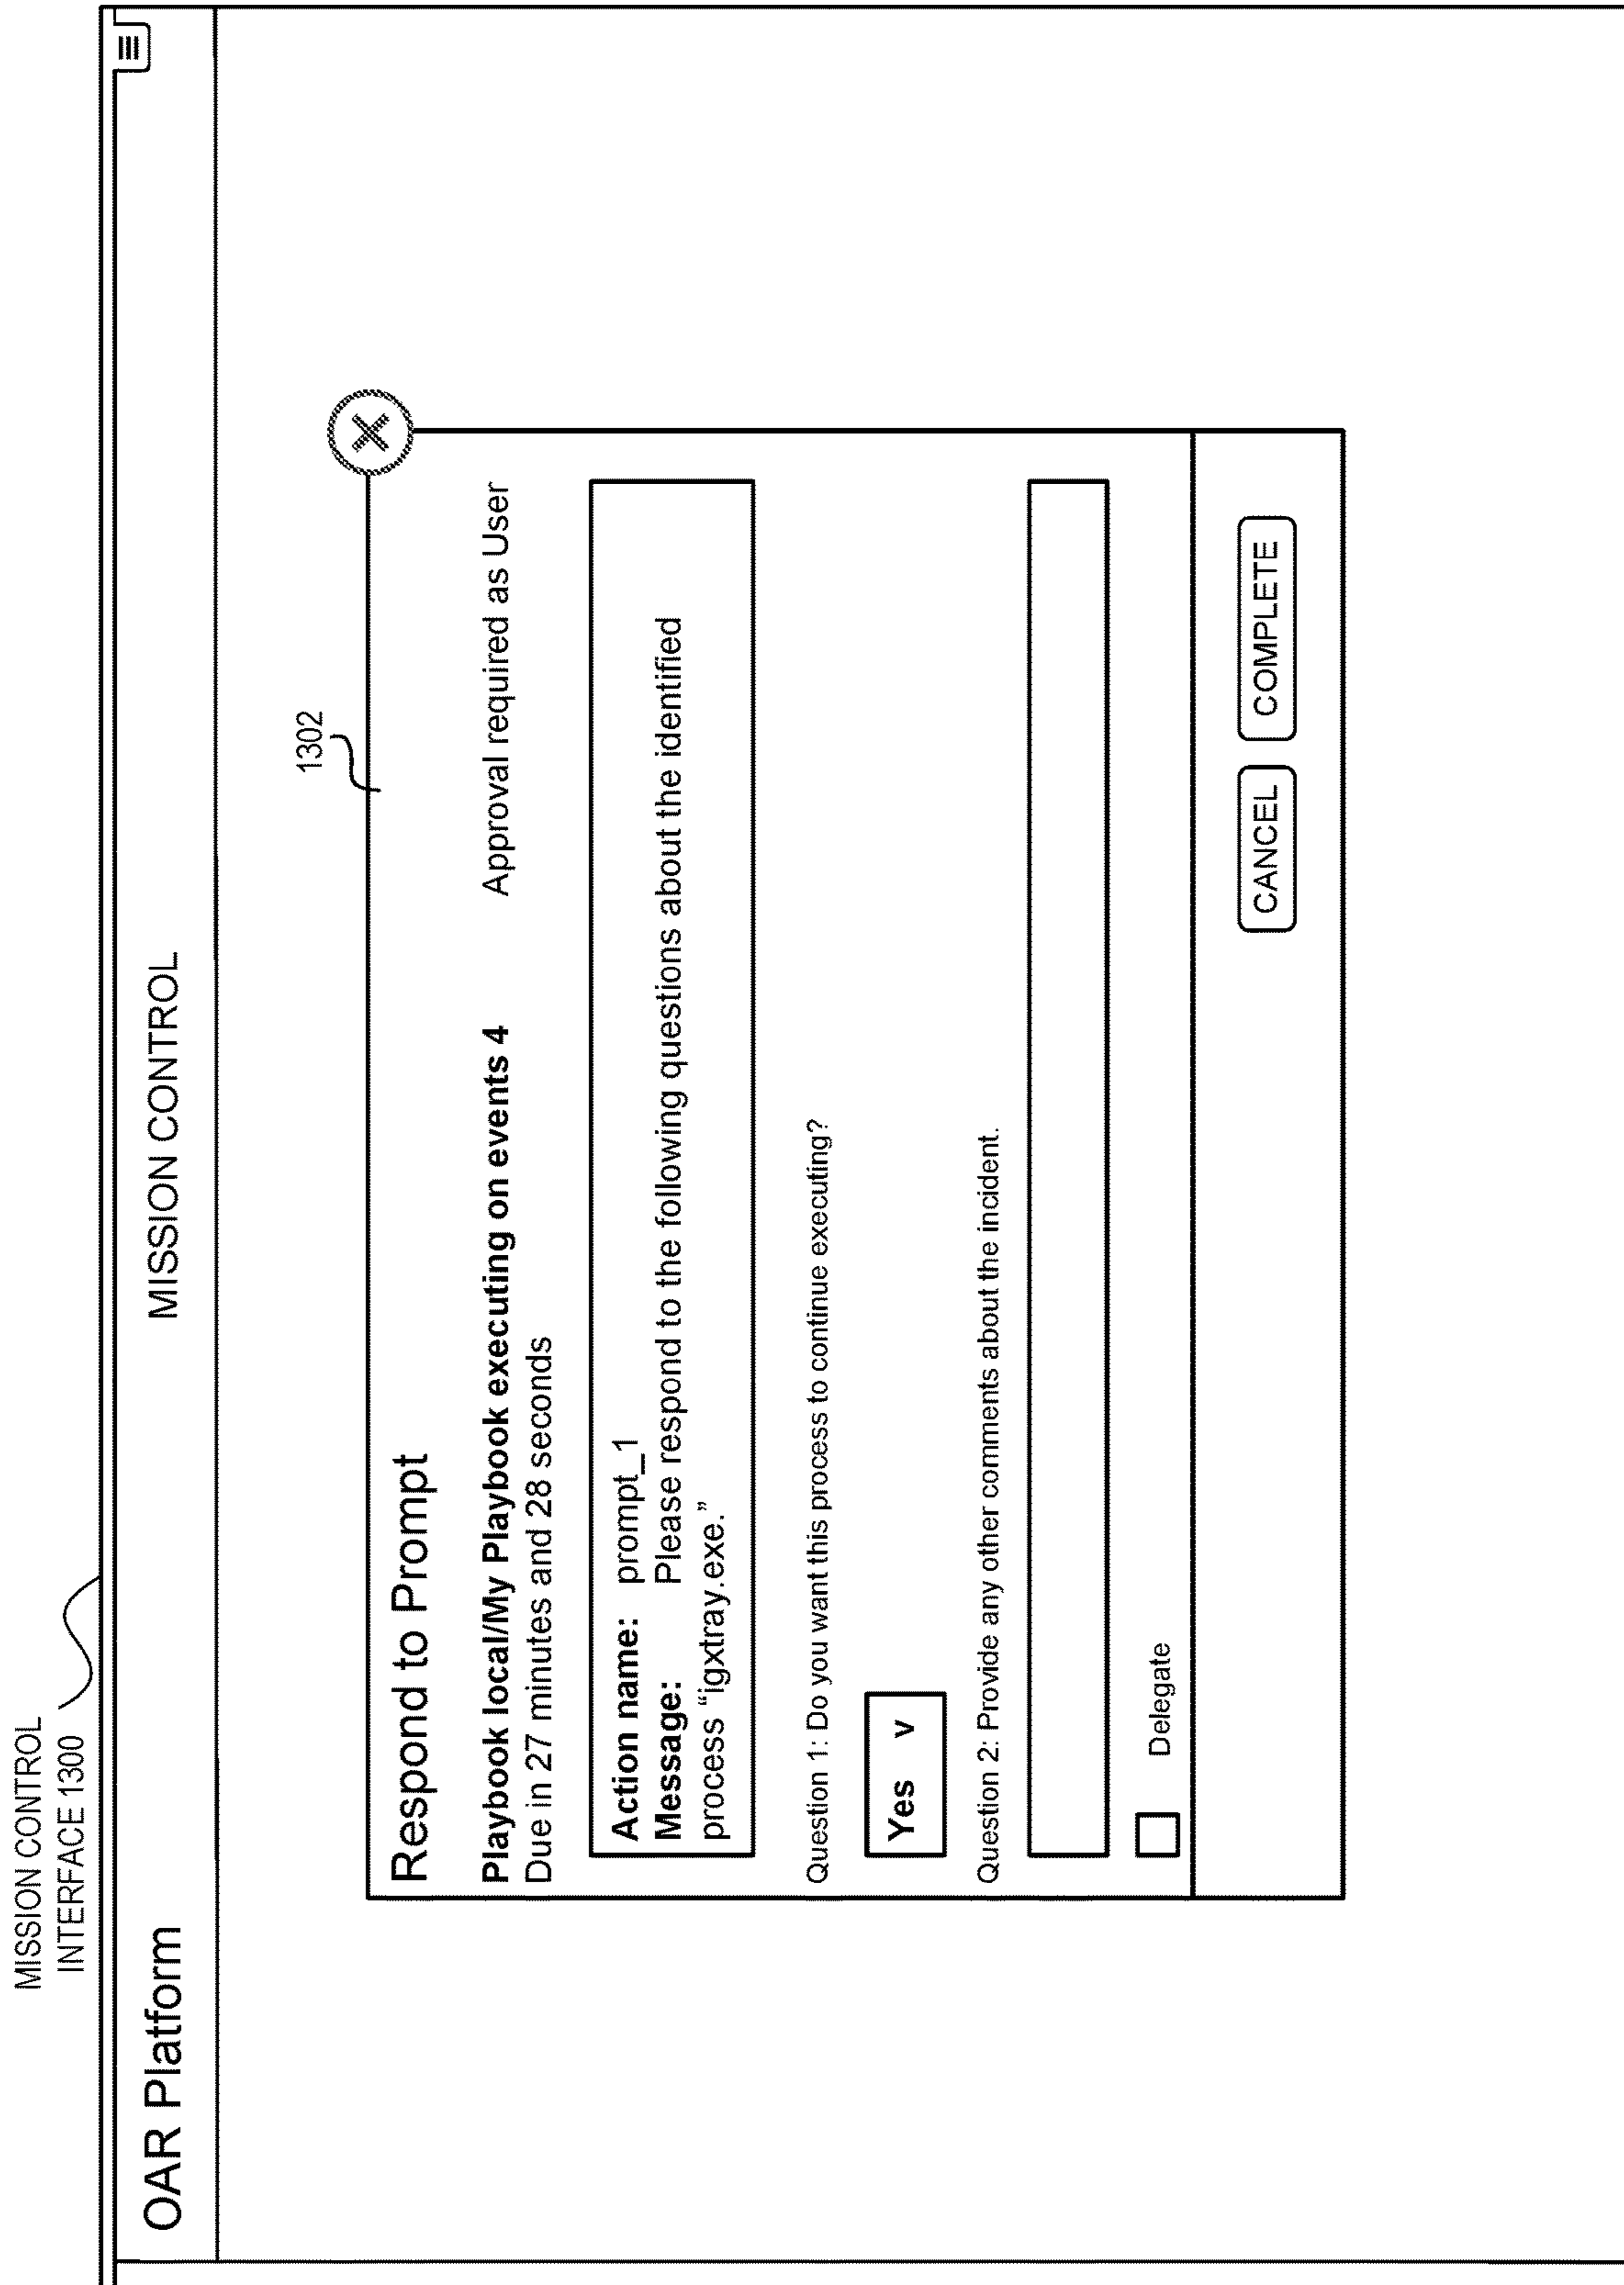 MISSION CONTROL
INTERFACE 1300
OAR Platform
MISSION CONTROL
1302
Respond to Prompt
Playbook local/My Playbook executing on events 4
Approval required as User
Due in 27 minutes and 28 seconds
Action name: prompt_1
Message: Please respond to the following questions about the identified
process “igxtray.exe.”
Question 1: Do you want this process to continue executing?
Yes v
Question 2: Provide any other comments about the incident.
Delegate
CANCEL COMPLETE